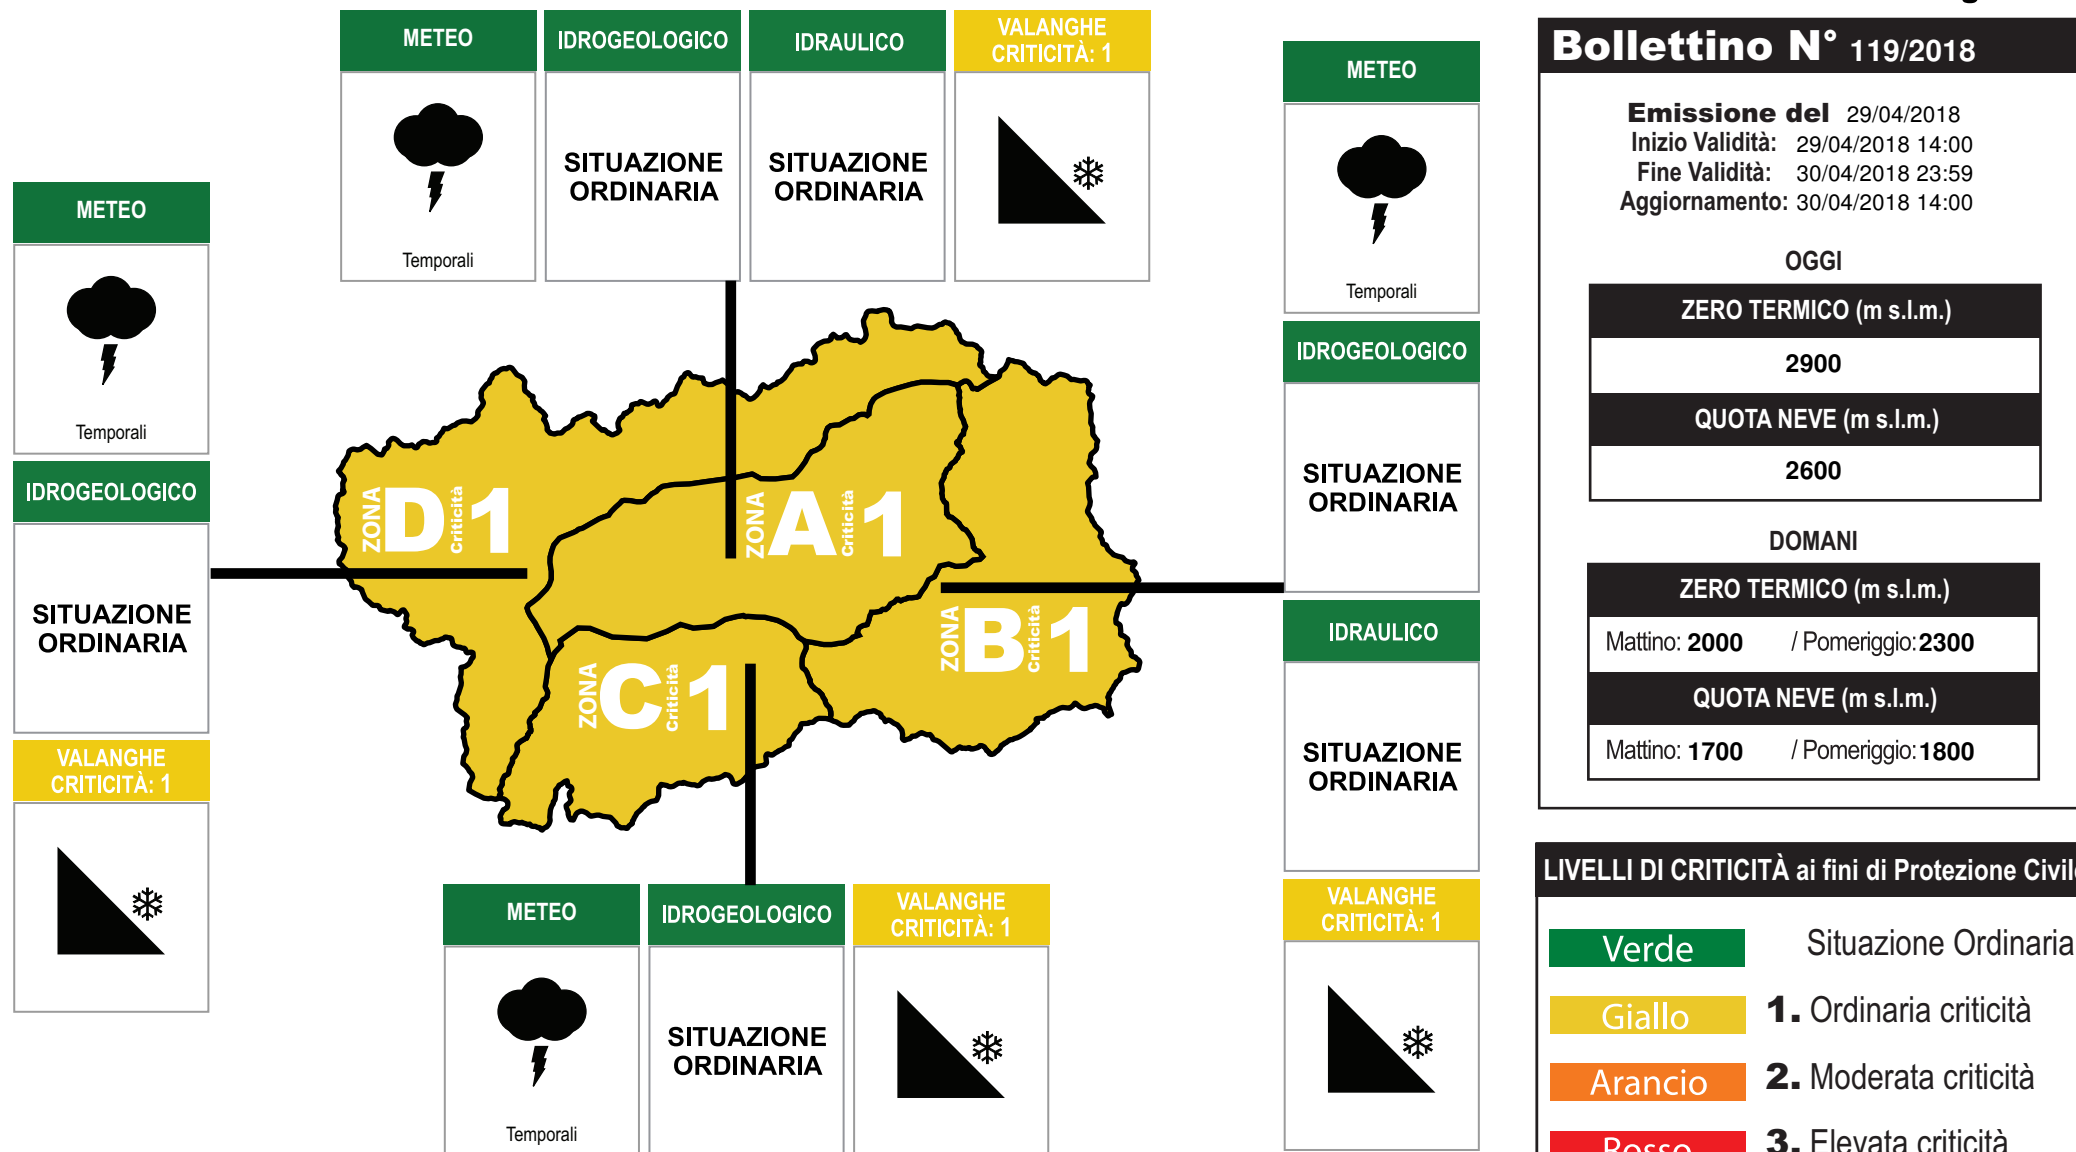 METEO
IDROGEOLOGICO
IDRAULICO
VALANGHE
CRITICITÀ: 1
Temporali
SITUAZIONE
ORDINARIA
SITUAZIONE
ORDINARIA
METEO
Temporali
IDROGEOLOGICO
SITUAZIONE
ORDINARIA
VALANGHE
CRITICITÀ: 1
METEO
Temporali
IDROGEOLOGICO
SITUAZIONE
ORDINARIA
IDRAULICO
SITUAZIONE
ORDINARIA
VALANGHE
CRITICITÀ: 1
ZONA D Criticità 1
ZONA A Criticità 1
ZONA B Criticità 1
ZONA C Criticità 1
METEO
IDROGEOLOGICO
VALANGHE
CRITICITÀ: 1
Temporali
SITUAZIONE
ORDINARIA
Bollettino N° 119/2018
Emissione del 29/04/2018
Inizio Validità: 29/04/2018 14:00
Fine Validità: 30/04/2018 23:59
Aggiornamento: 30/04/2018 14:00
OGGI
ZERO TERMICO (m s.l.m.)
2900
QUOTA NEVE (m s.l.m.)
2600
DOMANI
ZERO TERMICO (m s.l.m.)
Mattino: 2000 / Pomeriggio: 2300
QUOTA NEVE (m s.l.m.)
Mattino: 1700 / Pomeriggio: 1800
LIVELLI DI CRITICITÀ ai fini di Protezione Civile
Verde Situazione Ordinaria
Giallo 1. Ordinaria criticità
Arancio 2. Moderata criticità
Rosso 3. Elevata criticità